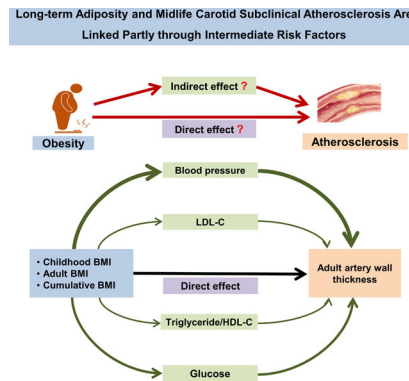 Long-term Adiposity and Midlife Carotid Subclinical Atherosclerosis Are
Linked Partly through Intermediate Risk Factors
Indirect effect ?
Direct effect ?
Obesity
Atherosclerosis
Blood pressure
LDL-C
• Childhood BMI
• Adult BMI
• Cumulative BMI
Direct effect
Adult artery wall
thickness
Triglyceride/HDL-C
Glucose